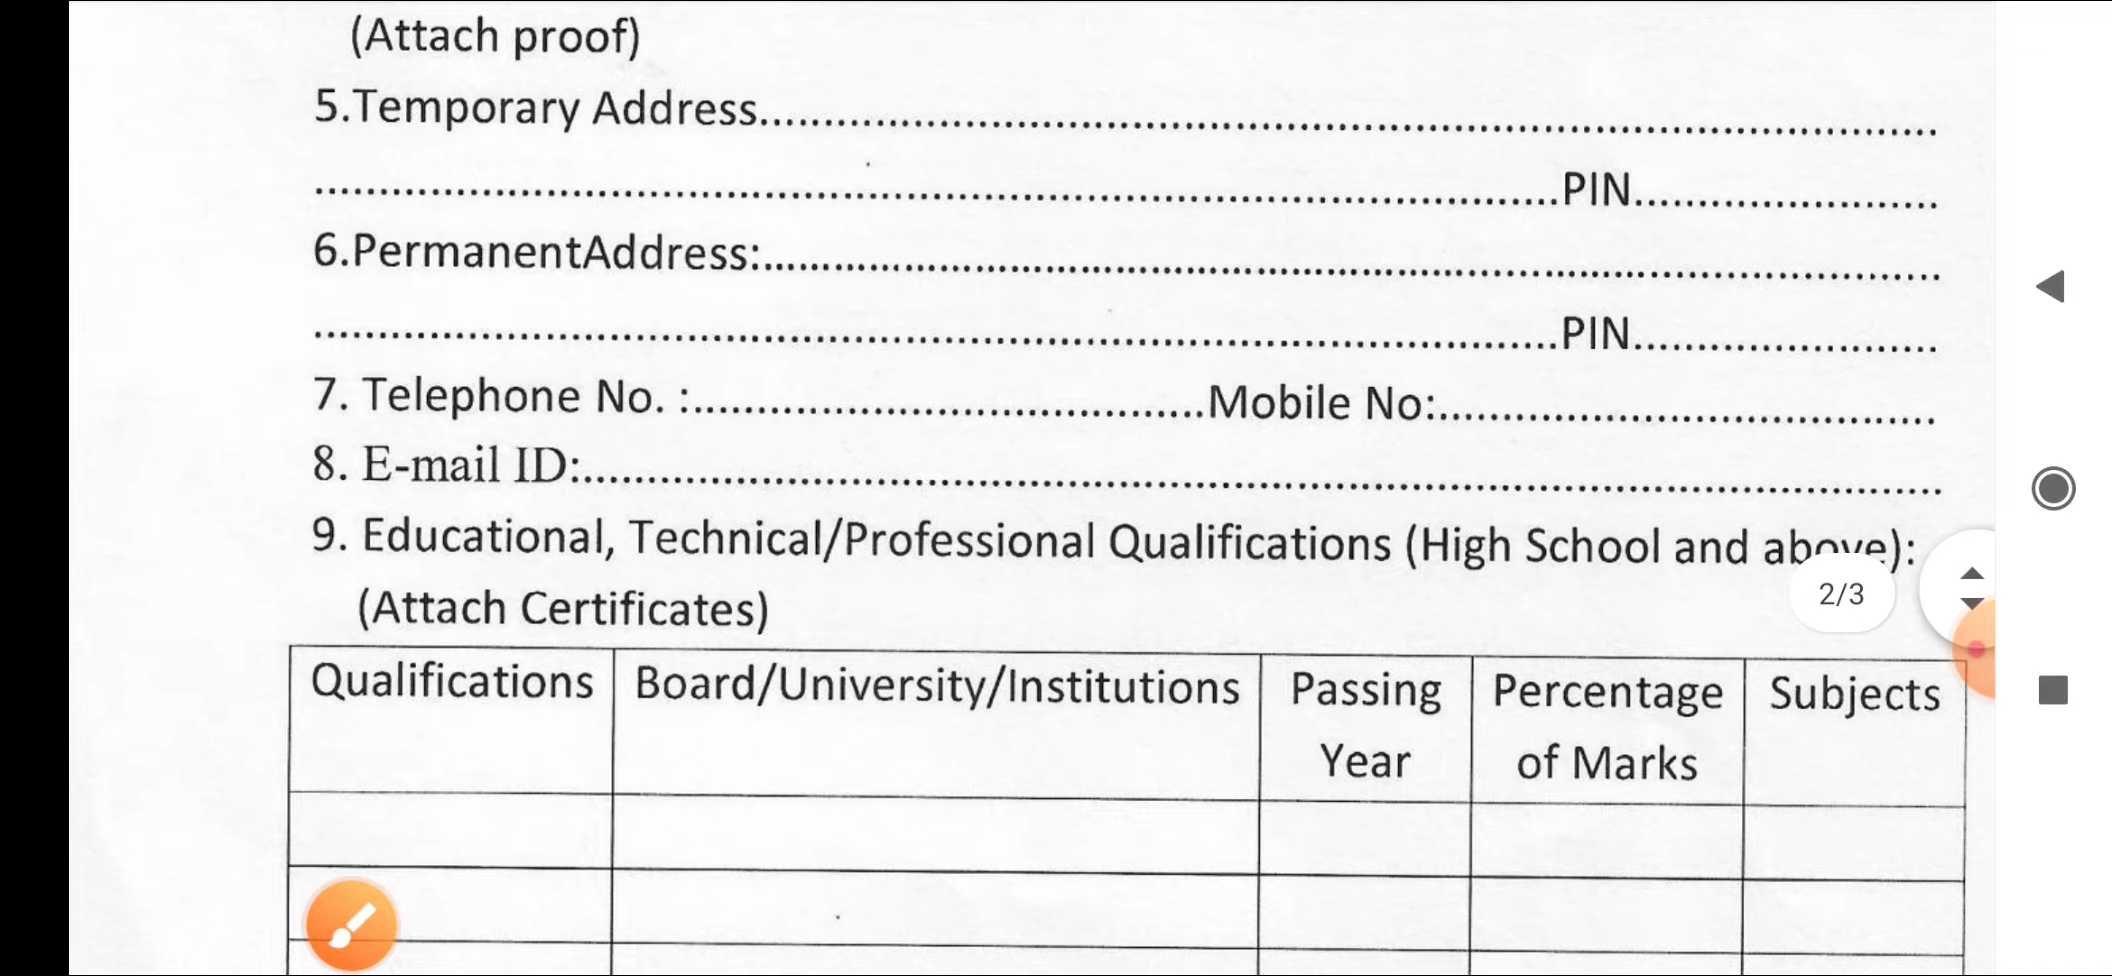 (Attach proof)
5.Temporary Address....................................................................................................
....................................................................................................PIN........................
6.PermanentAddress:....................................................................................................
....................................................................................................PIN........................
7. Telephone No. :........................................Mobile No:.......................................
8. E-mail ID:..............................................................................................................
9. Educational, Technical/Professional Qualifications (High School and above):
2/3
(Attach Certificates)
Qualifications Board/University/Institutions Passing Year Percentage of Marks Subjects